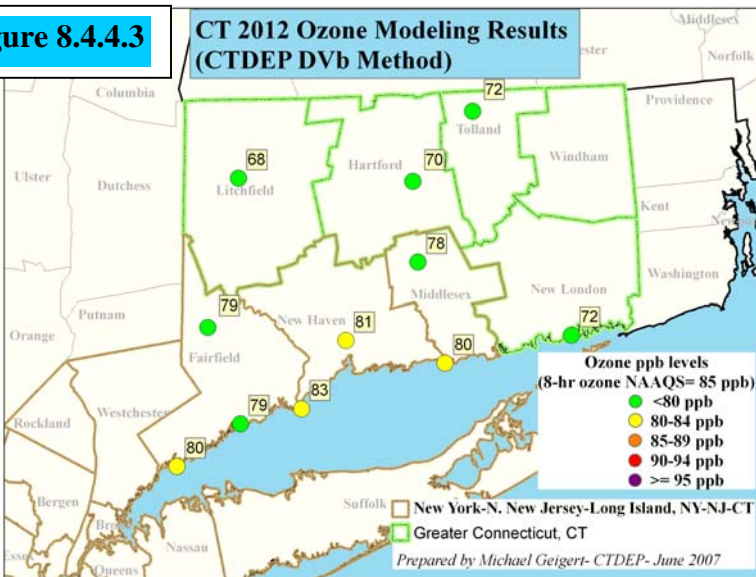 gure 8.4.4.3
CT 2012 Ozone Modeling Results
(CTDEP DVb Method)
Middlesex
ester
Norfolk
Columbia
72
Tolland
Providence
68
Litchfield
Hartford
70
Windham
Ulster
Dutchess
Kent
78
Middlesex
New London
Washington
Putnam
79
Fairfield
New Haven
81
72
Orange
80
83
79
Westchester
80
Rockland
Bergen
Nassau
Queens
Suffolk
Ozone ppb levels
(8-hr ozone NAAQS= 85 ppb)
<80 ppb
80-84 ppb
85-89 ppb
90-94 ppb
>= 95 ppb
New York-N. New Jersey-Long Island, NY-NJ-CT
Greater Connecticut, CT
Prepared by Michael Geigert- CTDEP- June 2007